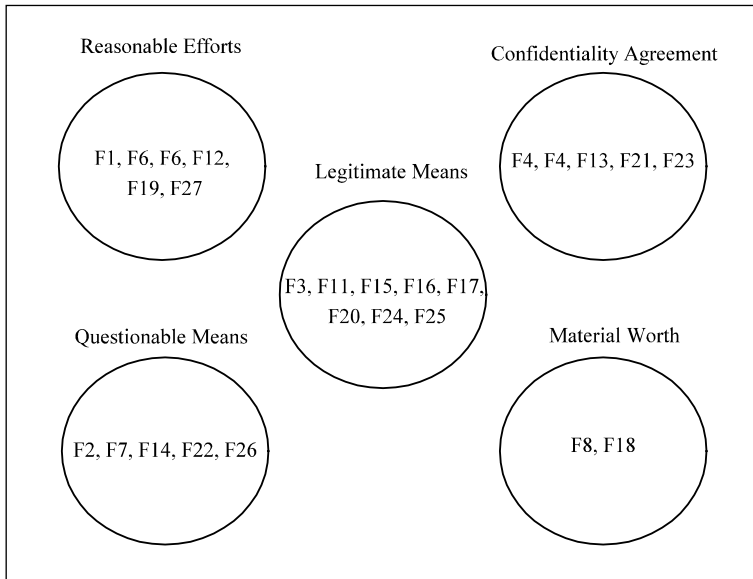 Reasonable Efforts
F1, F6, F6, F12,
F19, F27
Confidentiality Agreement
F4, F4, F13, F21, F23
Legitimate Means
F3, F11, F15, F16, F17,
F20, F24, F25
Questionable Means
F2, F7, F14, F22, F26
Material Worth
F8, F18